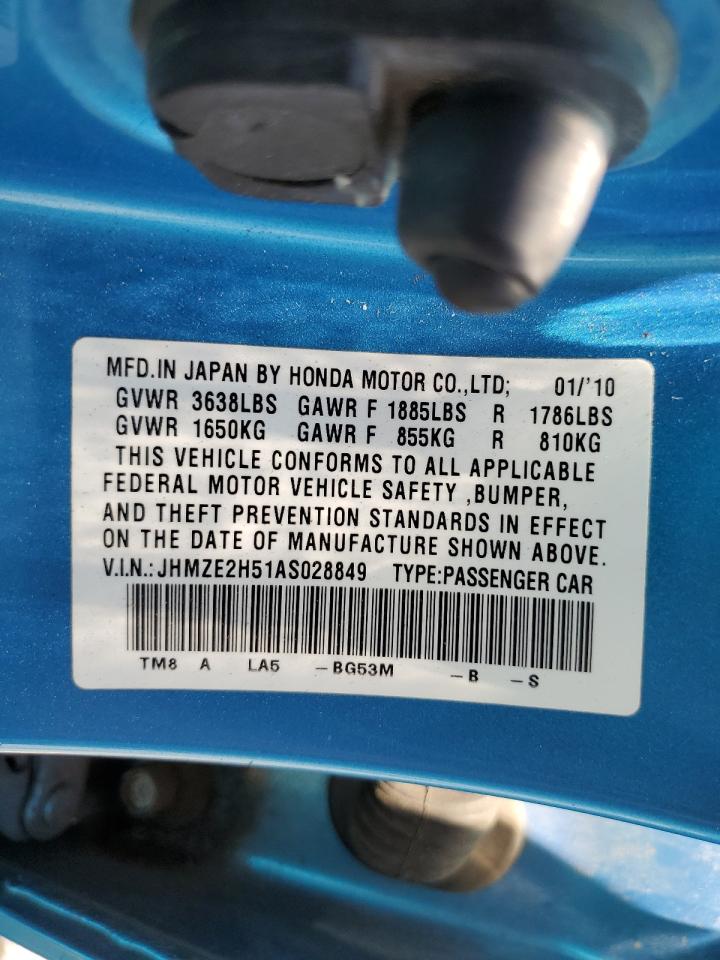 MFD.IN JAPAN BY HONDA MOTOR CO.,LTD; 01/'10
GVWR 3638LBS GAWR F 1885LBS R 1786LBS
GVWR 1650KG GAWR F 855KG R 810KG
THIS VEHICLE CONFORMS TO ALL APPLICABLE
FEDERAL MOTOR VEHICLE SAFETY ,BUMPER,
AND THEFT PREVENTION STANDARDS IN EFFECT
ON THE DATE OF MANUFACTURE SHOWN ABOVE.
V.I.N.:JHMZE2H51AS028849 TYPE:PASSENGER CAR
TM8 A LA5 –BG53M –B –S